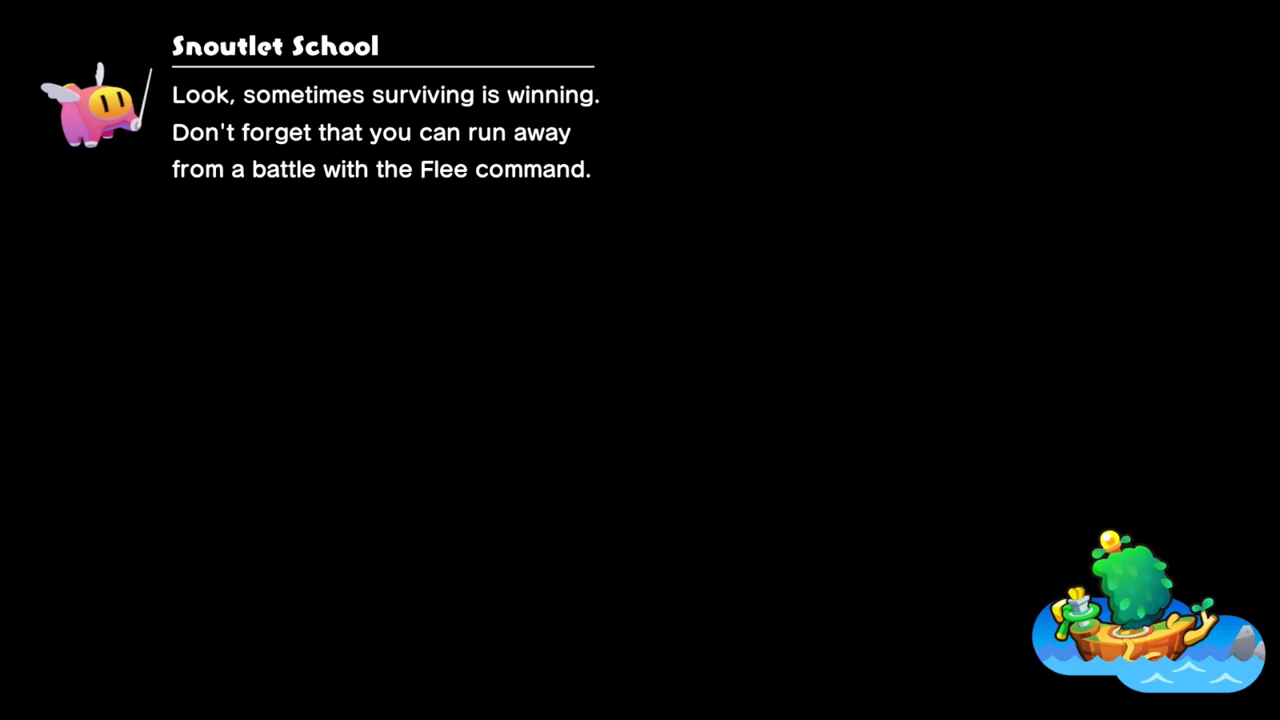 Snoutlet School
Look, sometimes surviving is winning.
Don't forget that you can run away
from a battle with the Flee command.